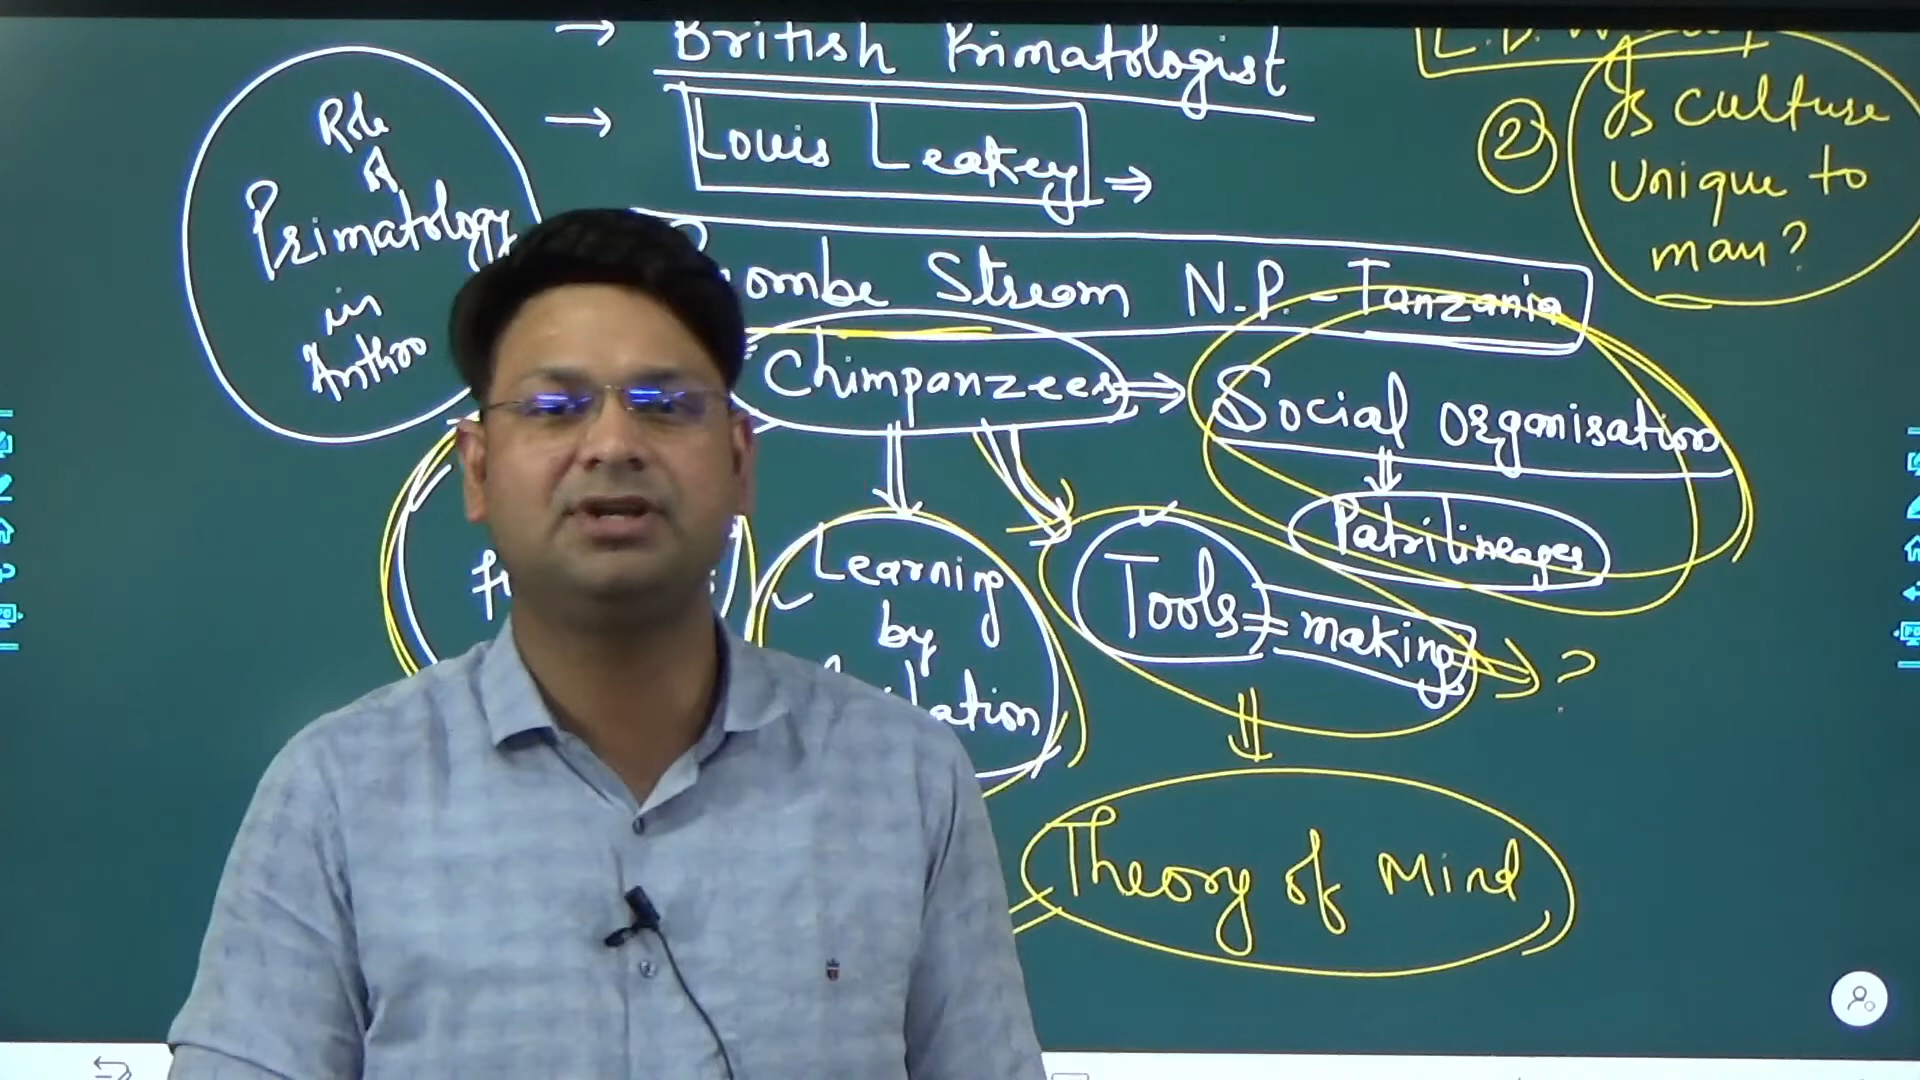 → British Primatologist
→ Louis Leakey ⇒
Role
of
Primatology
in
Anthro
②
Is culture
unique to
man?
ombe Stream N.P. - Tanzania
Chimpanzees ⇒ Social organisation
Patrilineages
Learning
by
ation
Tools = making ⇒ ?
Theory of Mind